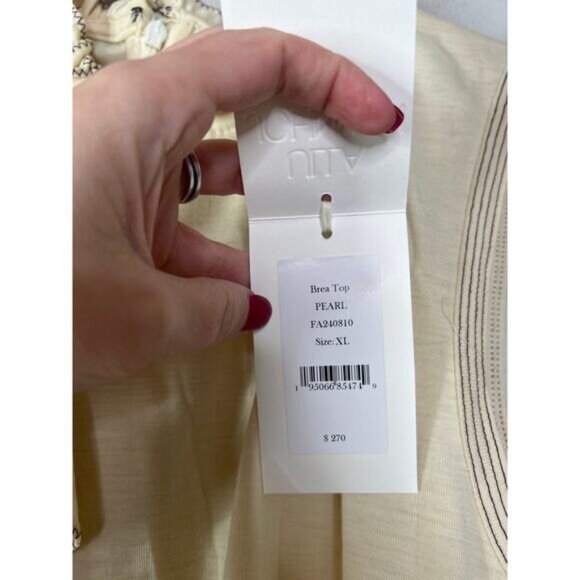 Brea Top
PEARL
FA240810
Size: XL
1 95066 85474 9
$ 270